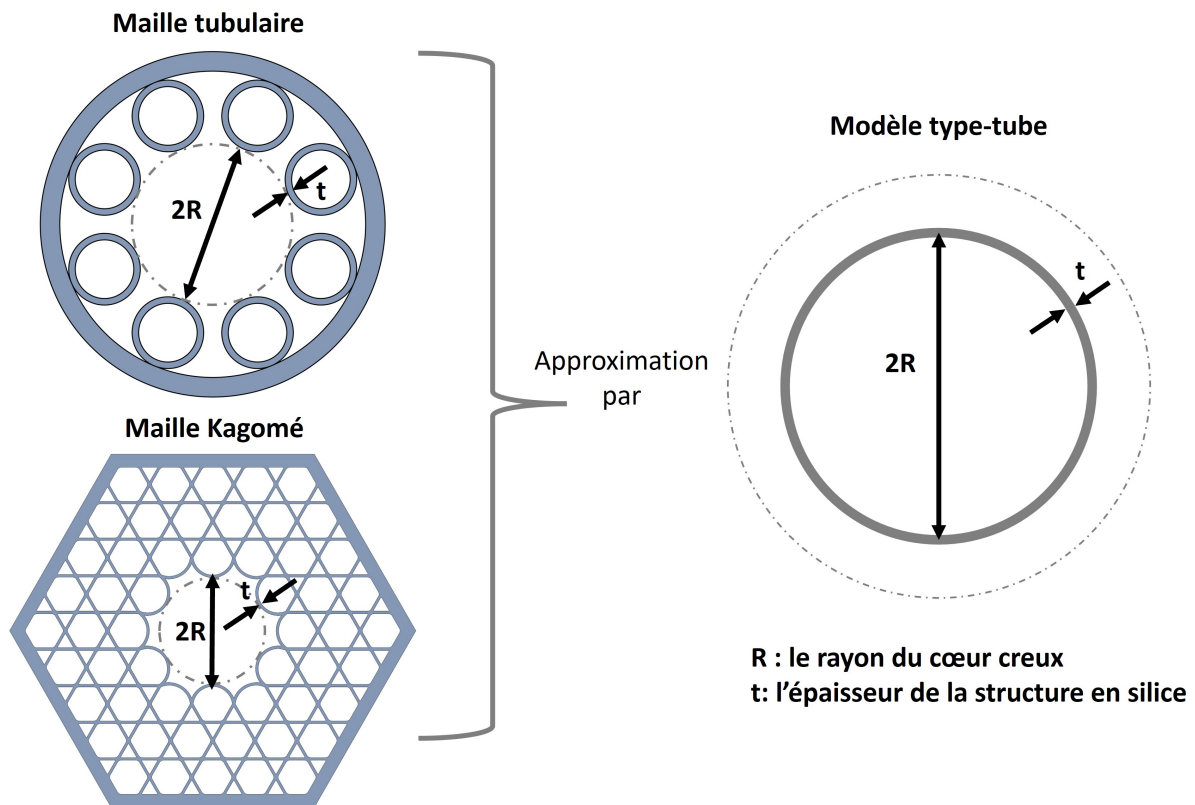 Maille tubulaire
2R
t
Maille Kagomé
t
2R
Approximation
par
Modèle type-tube
t
2R
R : le rayon du cœur creux
t: l'épaisseur de la structure en silice